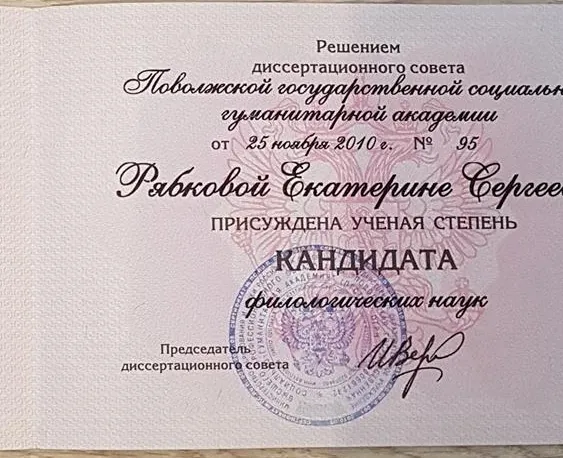 Решением
диссертационного совета
Поволжской государственной социальн
гуманитарной академии
от 25 ноября 2010 г. № 95
Рябковой Екатерине Сергее
ПРИСУЖДЕНА УЧЕНАЯ СТЕПЕНЬ
КАНДИДАТА
филологических наук
Председатель
диссертационного совета